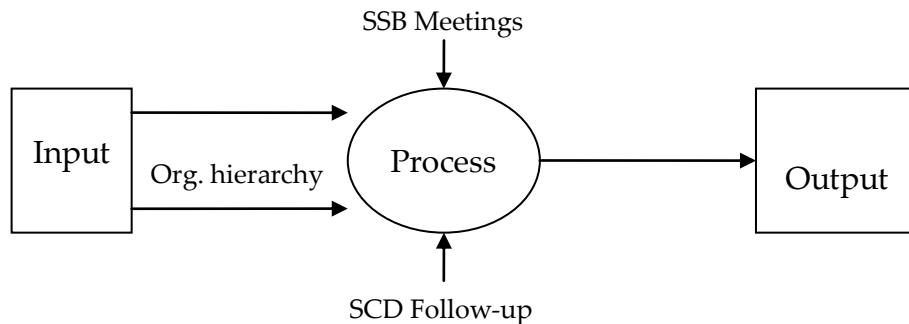 SSB Meetings
Input
Process
Org. hierarchy
Output
SCD Follow-up